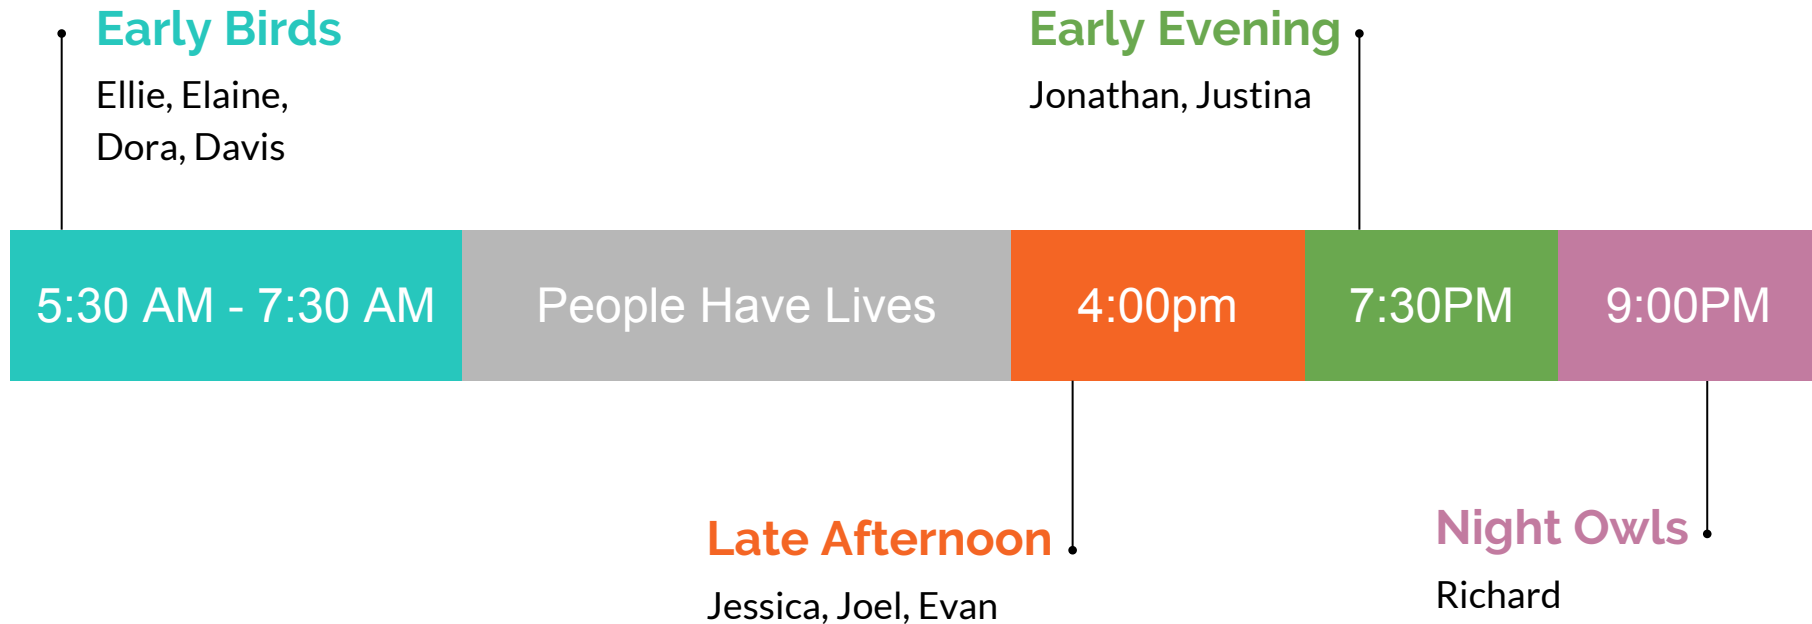 Early Birds
Ellie, Elaine,
Dora, Davis
Early Evening
Jonathan, Justina
5:30 AM - 7:30 AM
People Have Lives
4:00pm
7:30PM
9:00PM
Late Afternoon
Jessica, Joel, Evan
Night Owls
Richard